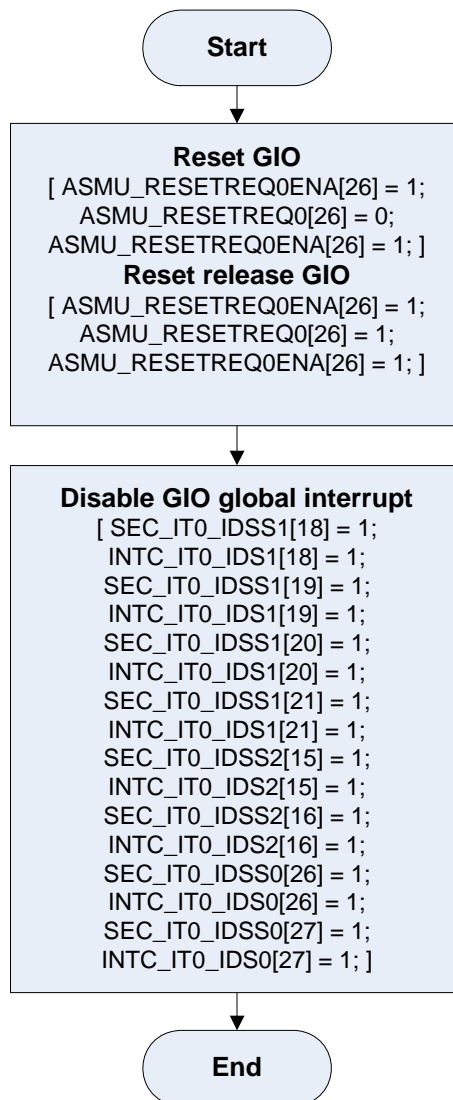 Start
Reset GIO
[ ASMU_RESETREQ0ENA[26] = 1;
ASMU_RESETREQ0[26] = 0;
ASMU_RESETREQ0ENA[26] = 1; ]
Reset release GIO
[ ASMU_RESETREQ0ENA[26] = 1;
ASMU_RESETREQ0[26] = 1;
ASMU_RESETREQ0ENA[26] = 1; ]
Disable GIO global interrupt
[ SEC_IT0_IDSS1[18] = 1;
INTC_IT0_IDS1[18] = 1;
SEC_IT0_IDSS1[19] = 1;
INTC_IT0_IDS1[19] = 1;
SEC_IT0_IDSS1[20] = 1;
INTC_IT0_IDS1[20] = 1;
SEC_IT0_IDSS1[21] = 1;
INTC_IT0_IDS1[21] = 1;
SEC_IT0_IDSS2[15] = 1;
INTC_IT0_IDS2[15] = 1;
SEC_IT0_IDSS2[16] = 1;
INTC_IT0_IDS2[16] = 1;
SEC_IT0_IDSS0[26] = 1;
INTC_IT0_IDS0[26] = 1;
SEC_IT0_IDSS0[27] = 1;
INTC_IT0_IDS0[27] = 1; ]
End